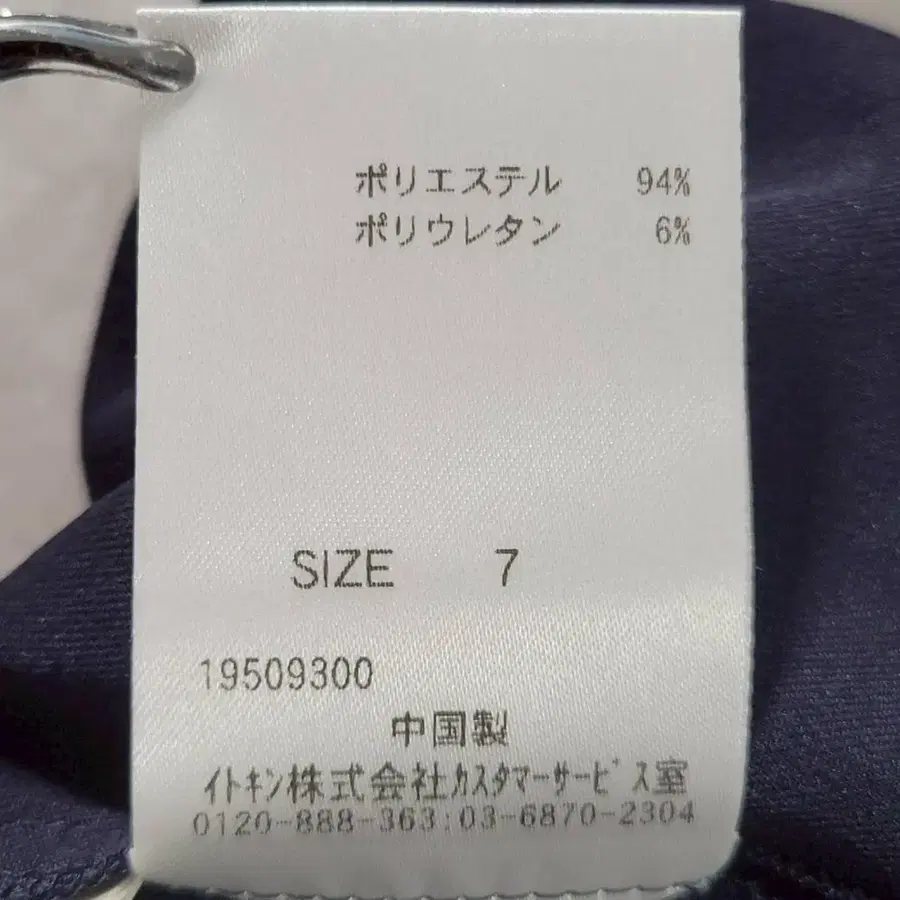 ポリエステル 94%
ポリウレタン 6%
SIZE 7
19509300
中国製
イトキン株式会社カスタマーサービス室
0120-888-363:03-6870-2304